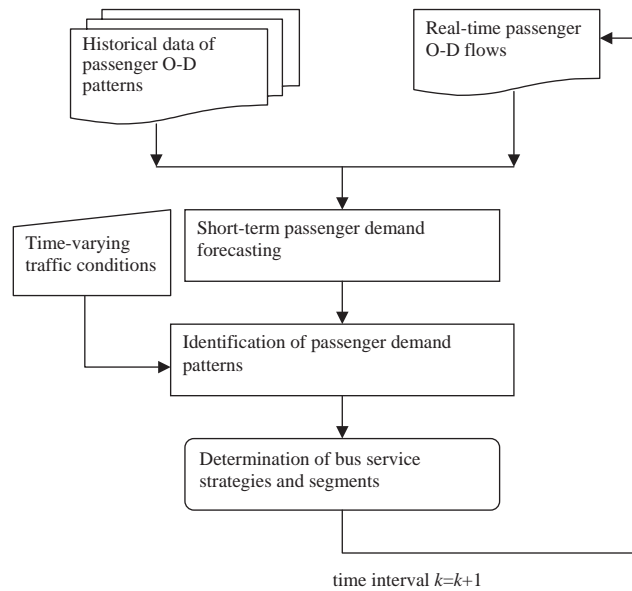 Historical data of
passenger O-D
patterns
Real-time passenger
O-D flows
Short-term passenger demand
forecasting
Time-varying
traffic conditions
Identification of passenger demand
patterns
Determination of bus service
strategies and segments
time interval k=k+1